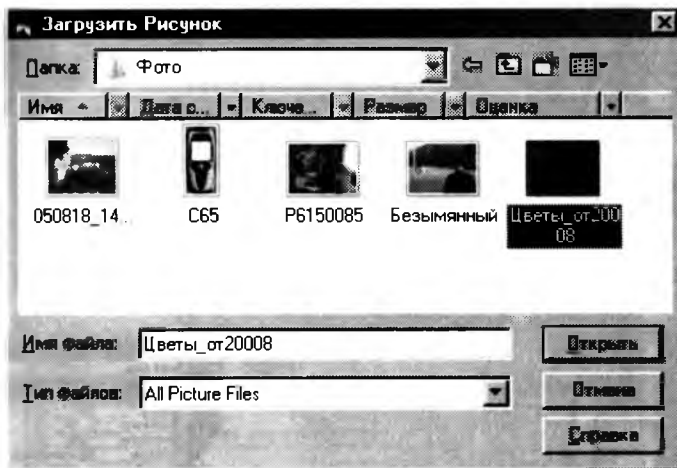 Загрузить Рисунок
Папка: Фото
Имя Дата с... Ключе... Размер Оценка
050818_14... C65 P6150085 Безымянный Цветы_от200
08
Имя файла: Цветы_от20008 Открыть
Тип файлов: All Picture Files Отмена
Справка